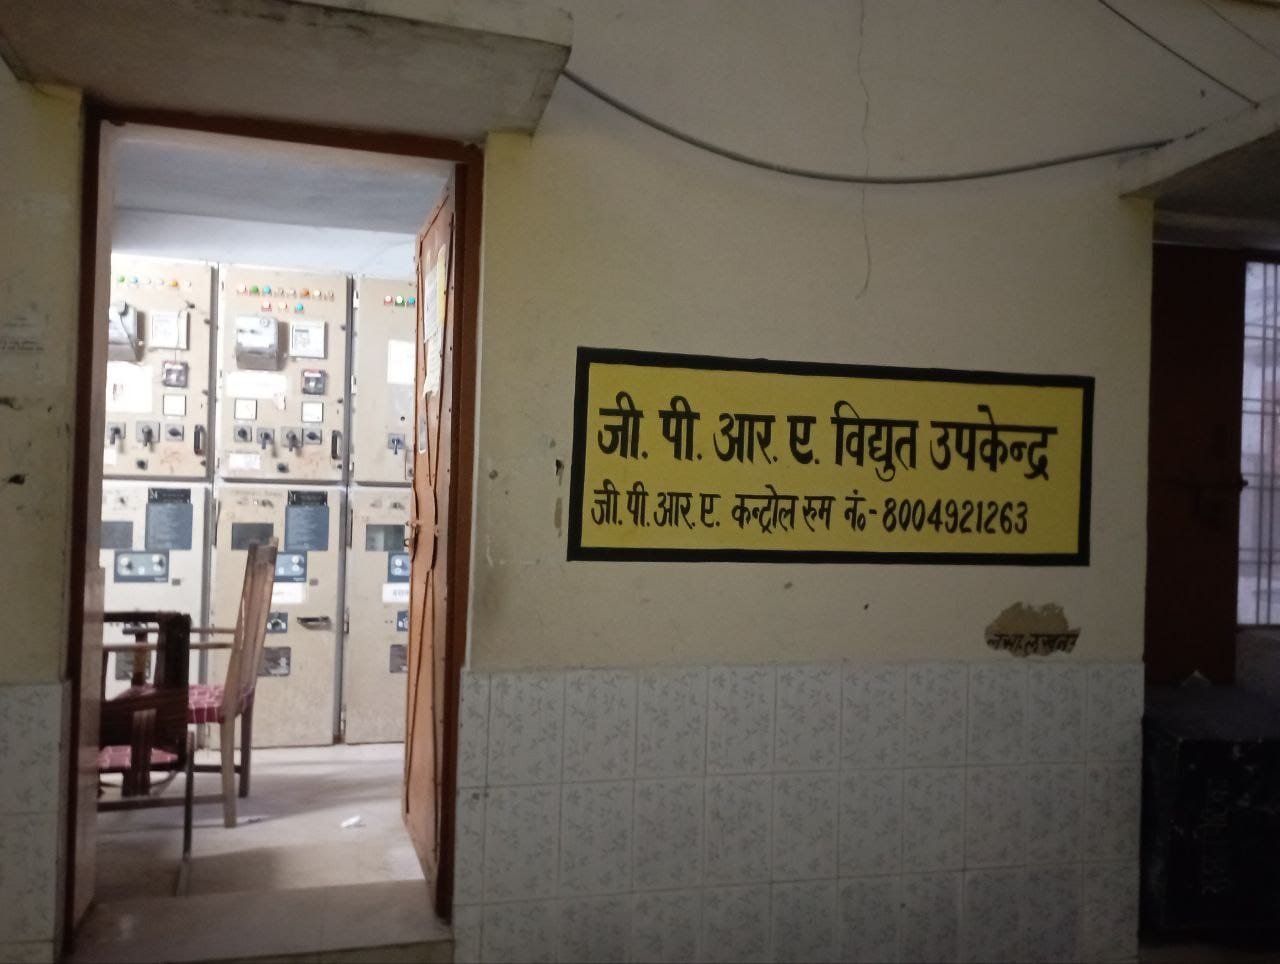 जी. पी. आर. ए. विद्युत उपकेन्द्र
जी. पी. आर. ए. कन्ट्रोल रुम नं॰- 8004921263